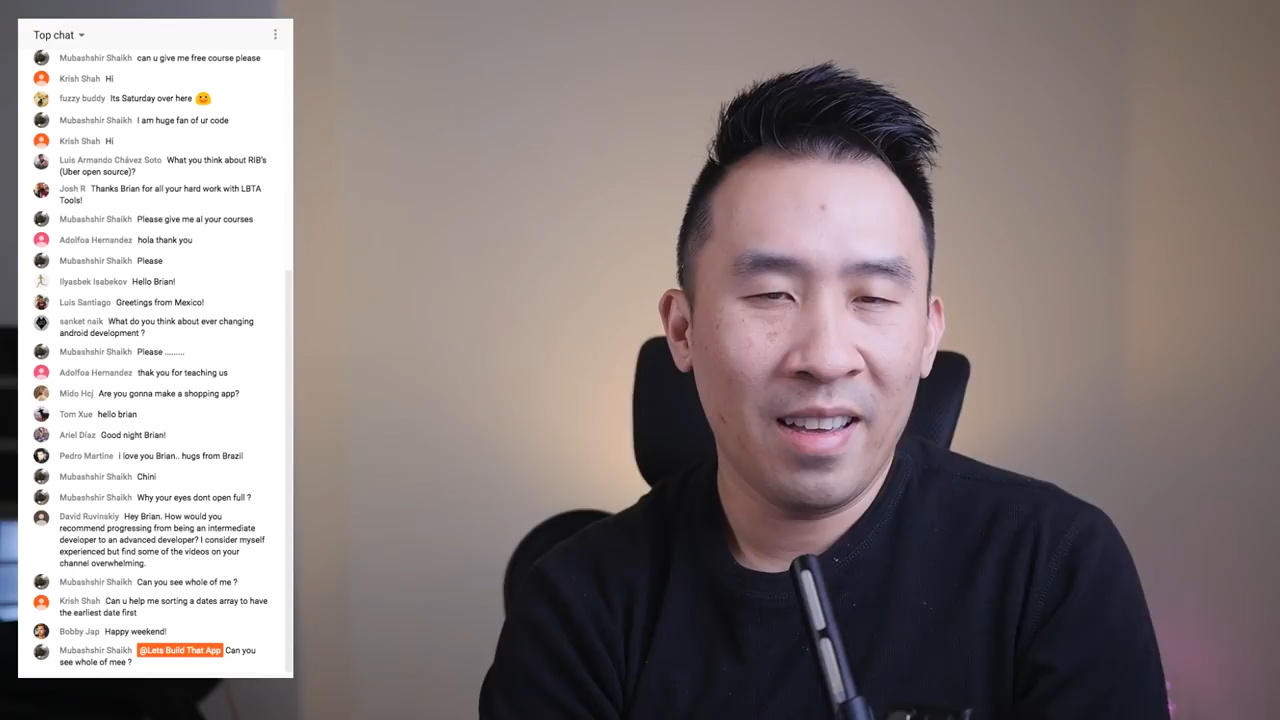 Top chat
Mubashshir Shaikh can u give me free course please
Krish Shah Hi
fuzzy buddy Its Saturday over here
Mubashshir Shaikh I am huge fan of ur code
Krish Shah Hi
Luis Armando Chávez Soto What you think about RIB's
(Uber open source)?
Josh R Thanks Brian for all your hard work with LBTA
Tools!
Mubashshir Shaikh Please give me al your courses
Adolfoa Hernandez hola thank you
Mubashshir Shaikh Please
Ilyasbek Isabekov Hello Brian!
Luis Santiago Greetings from Mexico!
sanket naik What do you think about ever changing
android development ?
Mubashshir Shaikh Please .........
Adolfoa Hernandez thak you for teaching us
Mido Hcj Are you gonna make a shopping app?
Tom Xue hello brian
Ariel Díaz Good night Brian!
Pedro Martine i love you Brian.. hugs from Brazil
Mubashshir Shaikh Chini
Mubashshir Shaikh Why your eyes dont open full ?
David Ruvinskiy Hey Brian. How would you
recommend progressing from being an intermediate
developer to an advanced developer? I consider myself
experienced but find some of the videos on your
channel overwhelming.
Mubashshir Shaikh Can you see whole of me ?
Krish Shah Can u help me sorting a dates array to have
the earliest date first
Bobby Jap Happy weekend!
Mubashshir Shaikh @Lets Build That App Can you
see whole of mee ?